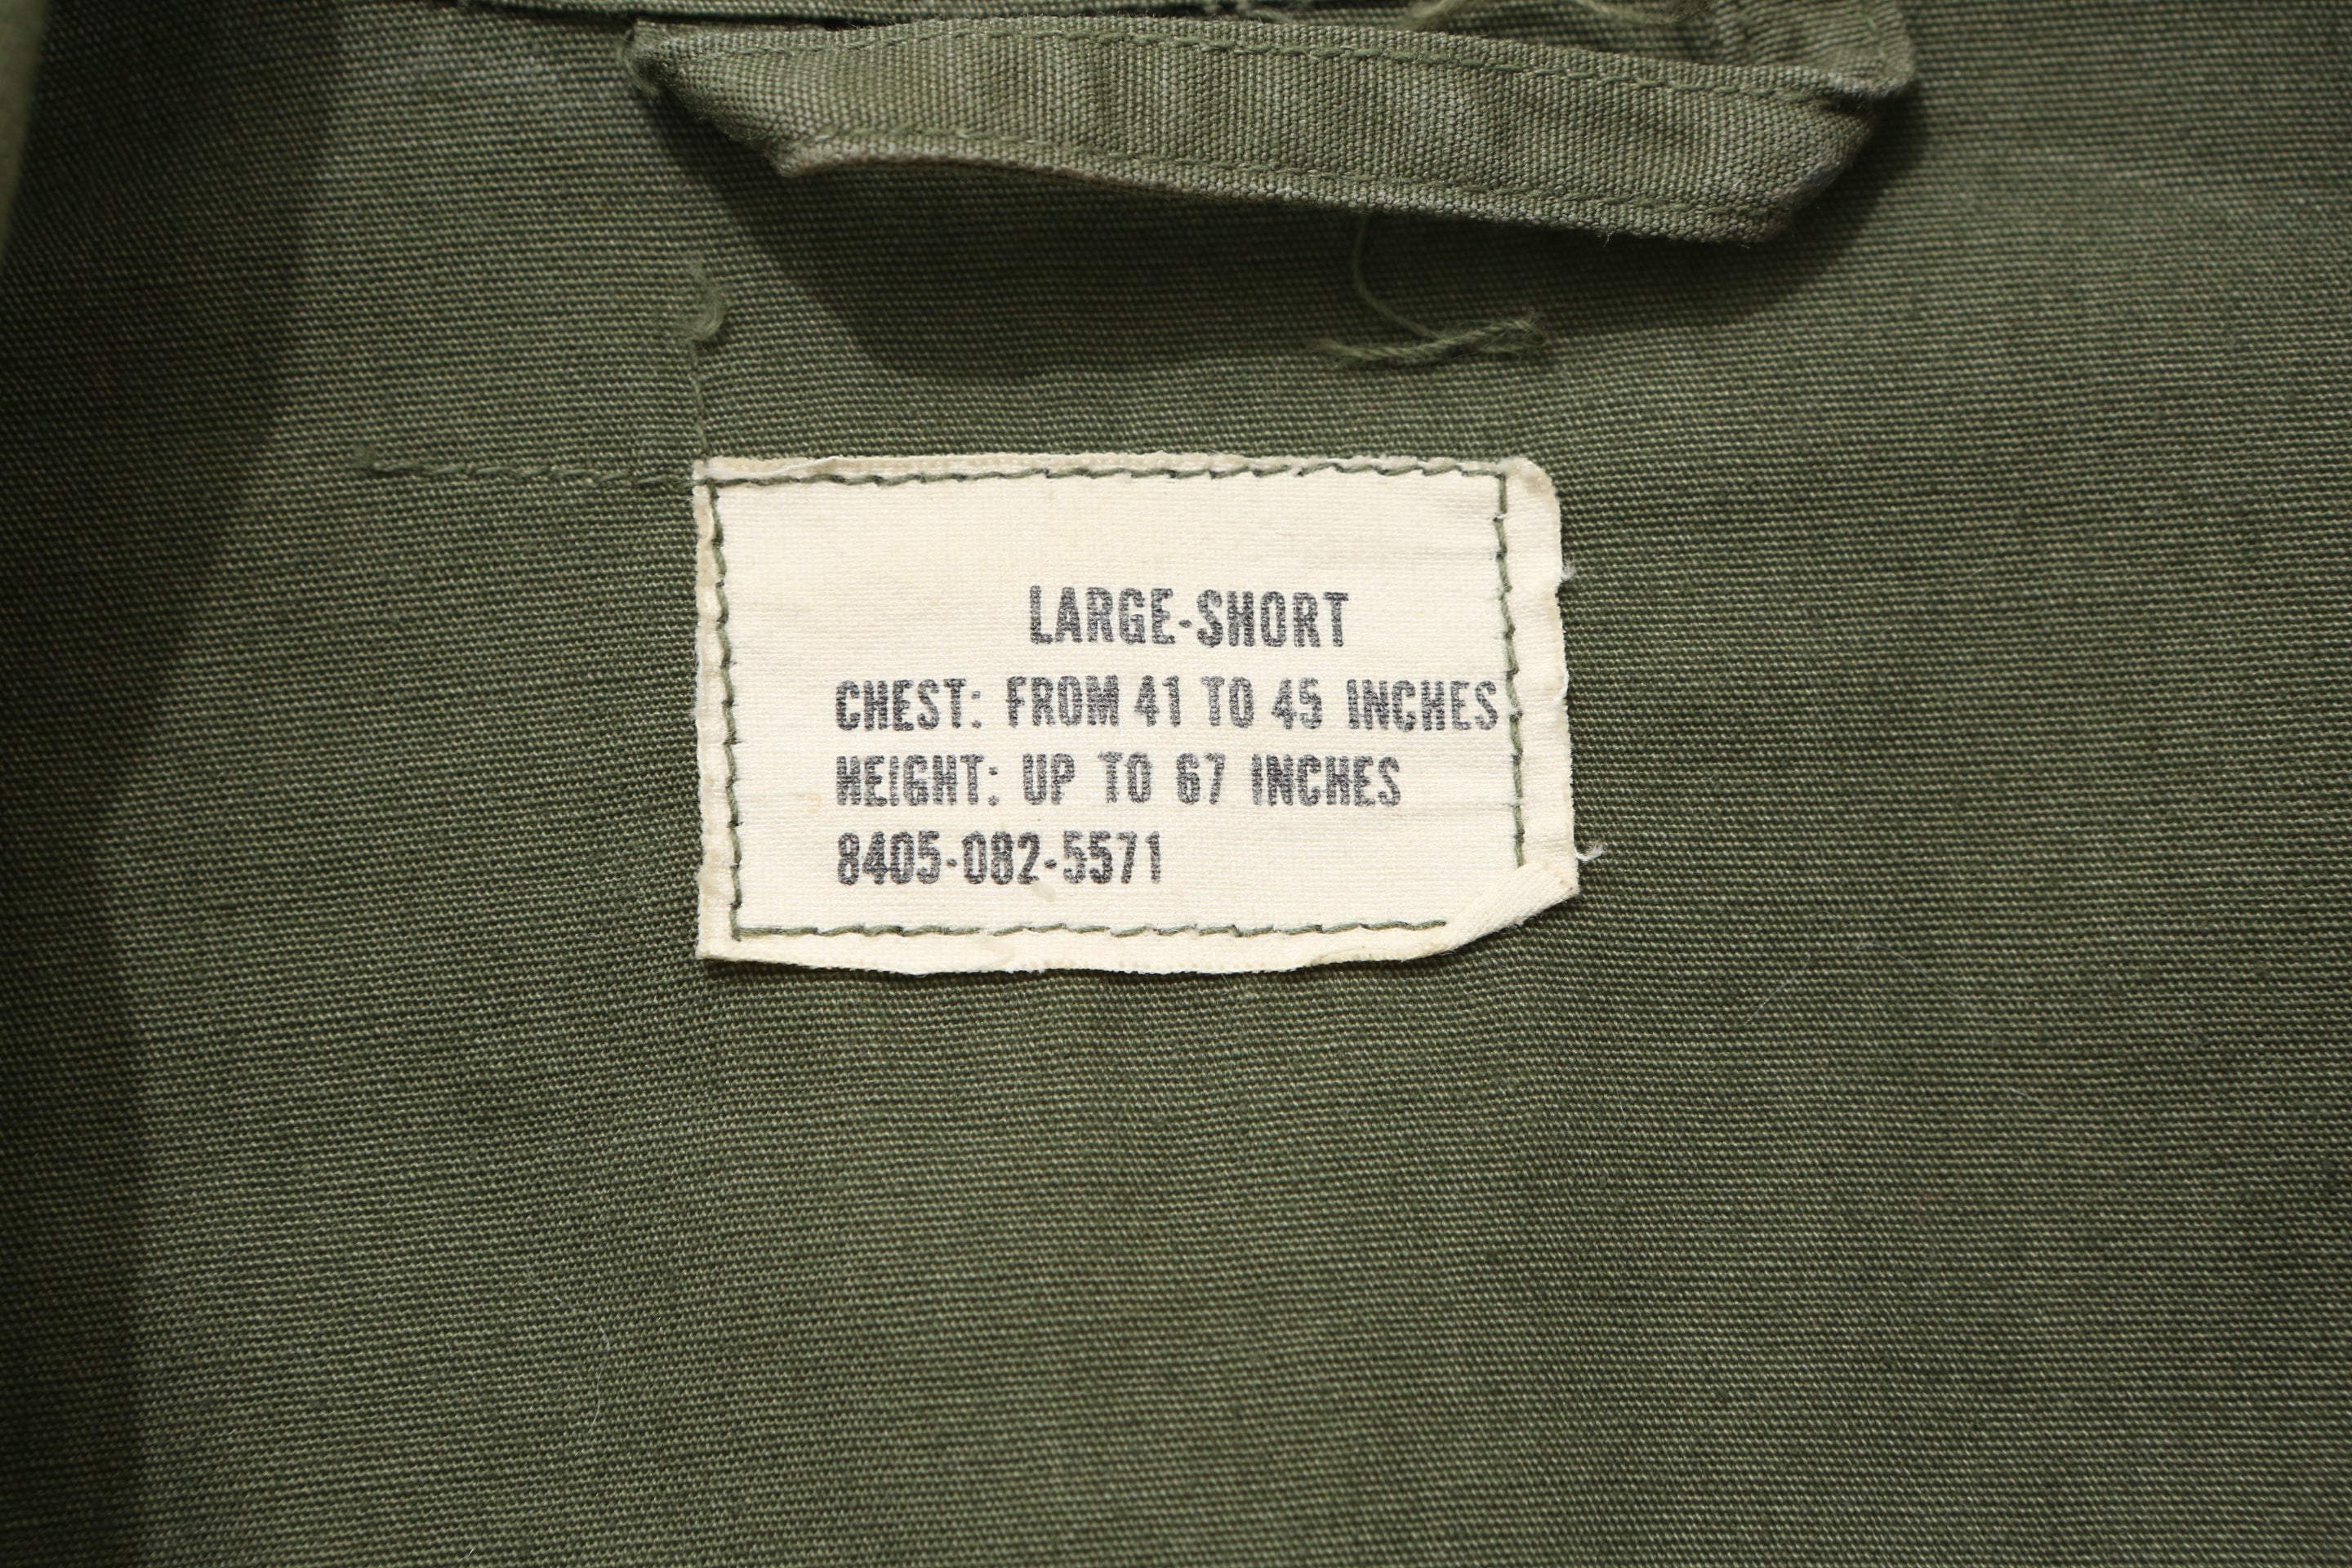 LARGE-SHORT
CHEST: FROM 41 TO 45 INCHES
HEIGHT: UP TO 67 INCHES
8405-082-5571